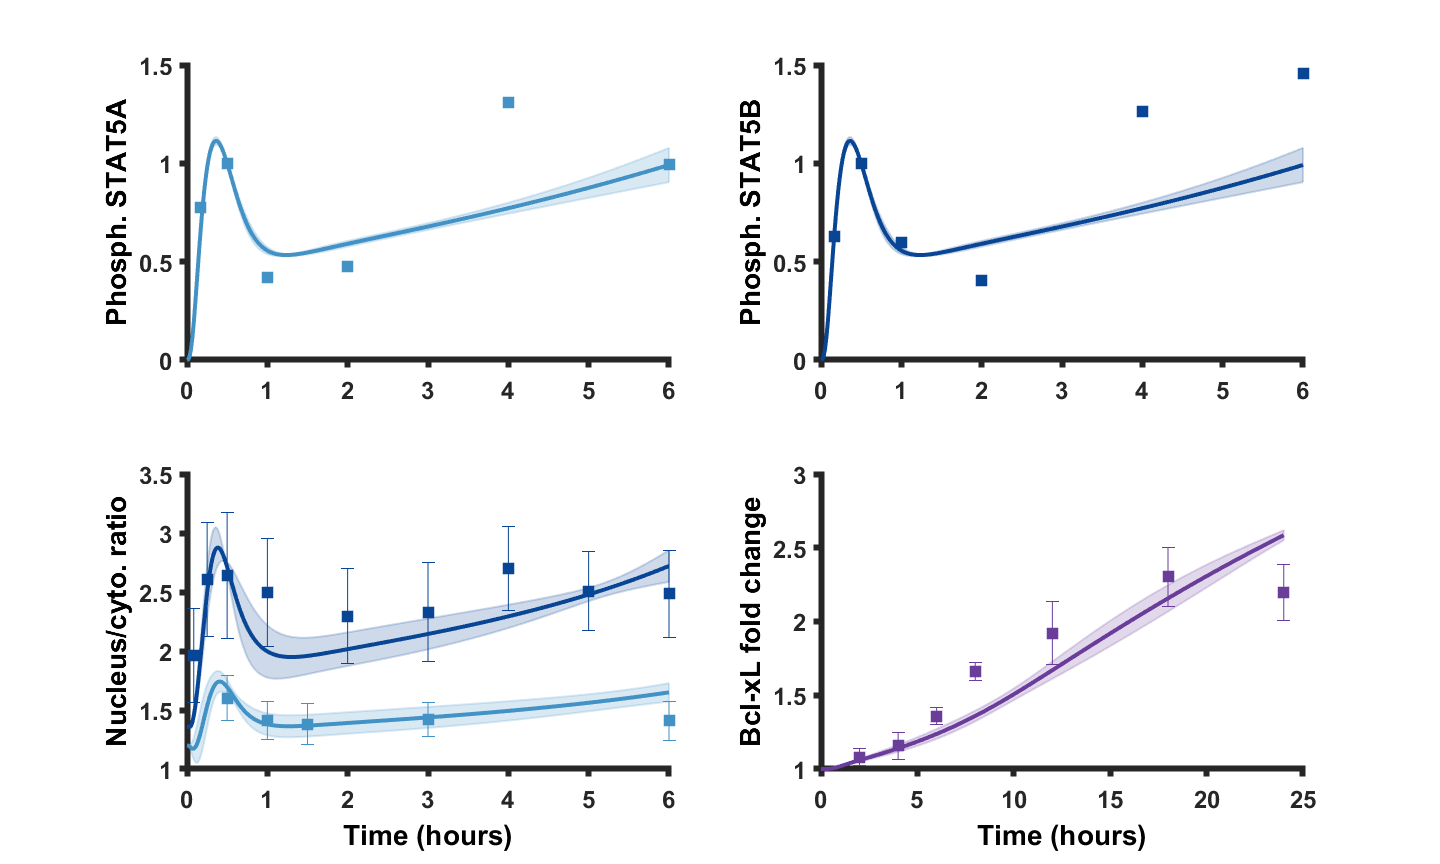 Phosph. STAT5A
1.5
1
0.5
0
0 1 2 3 4 5 6
Phosph. STAT5B
1.5
1
0.5
0
0 1 2 3 4 5 6
Nucleus/cyto. ratio
3.5
3
2.5
2
1.5
1
0 1 2 3 4 5 6
Time (hours)
Bcl-xL fold change
3
2.5
2
1.5
1
0 5 10 15 20 25
Time (hours)